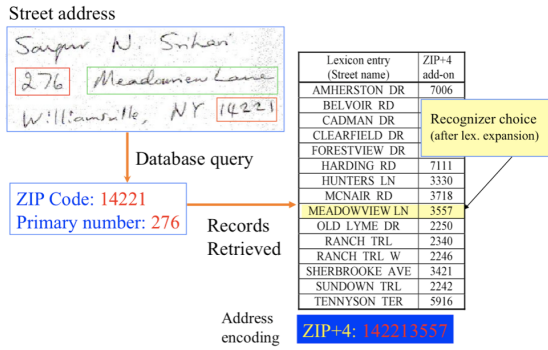 Street address
Sargur N. Srihari
276 Meadowview Lane
Williamsville, NY 14221
Database query
ZIP Code: 14221
Primary number: 276
Records
Retrieved
Lexicon entry
(Street name)
ZIP+4
add-on
AMHERSTON DR 7006
BELVOIR RD
CADMAN DR
CLEARFIELD DR
FORESTVIEW DR
HARDING RD 7111
HUNTERS LN 3330
MCNAIR RD 3718
MEADOWVIEW LN 3557
OLD LYME DR 2250
RANCH TRL 2340
RANCH TRL W 2246
SHERBROOKE AVE 3421
SUNDOWN TRL 2242
TENNYSON TER 5916
Recognizer choice
(after lex. expansion)
Address
encoding
ZIP+4: 142213557